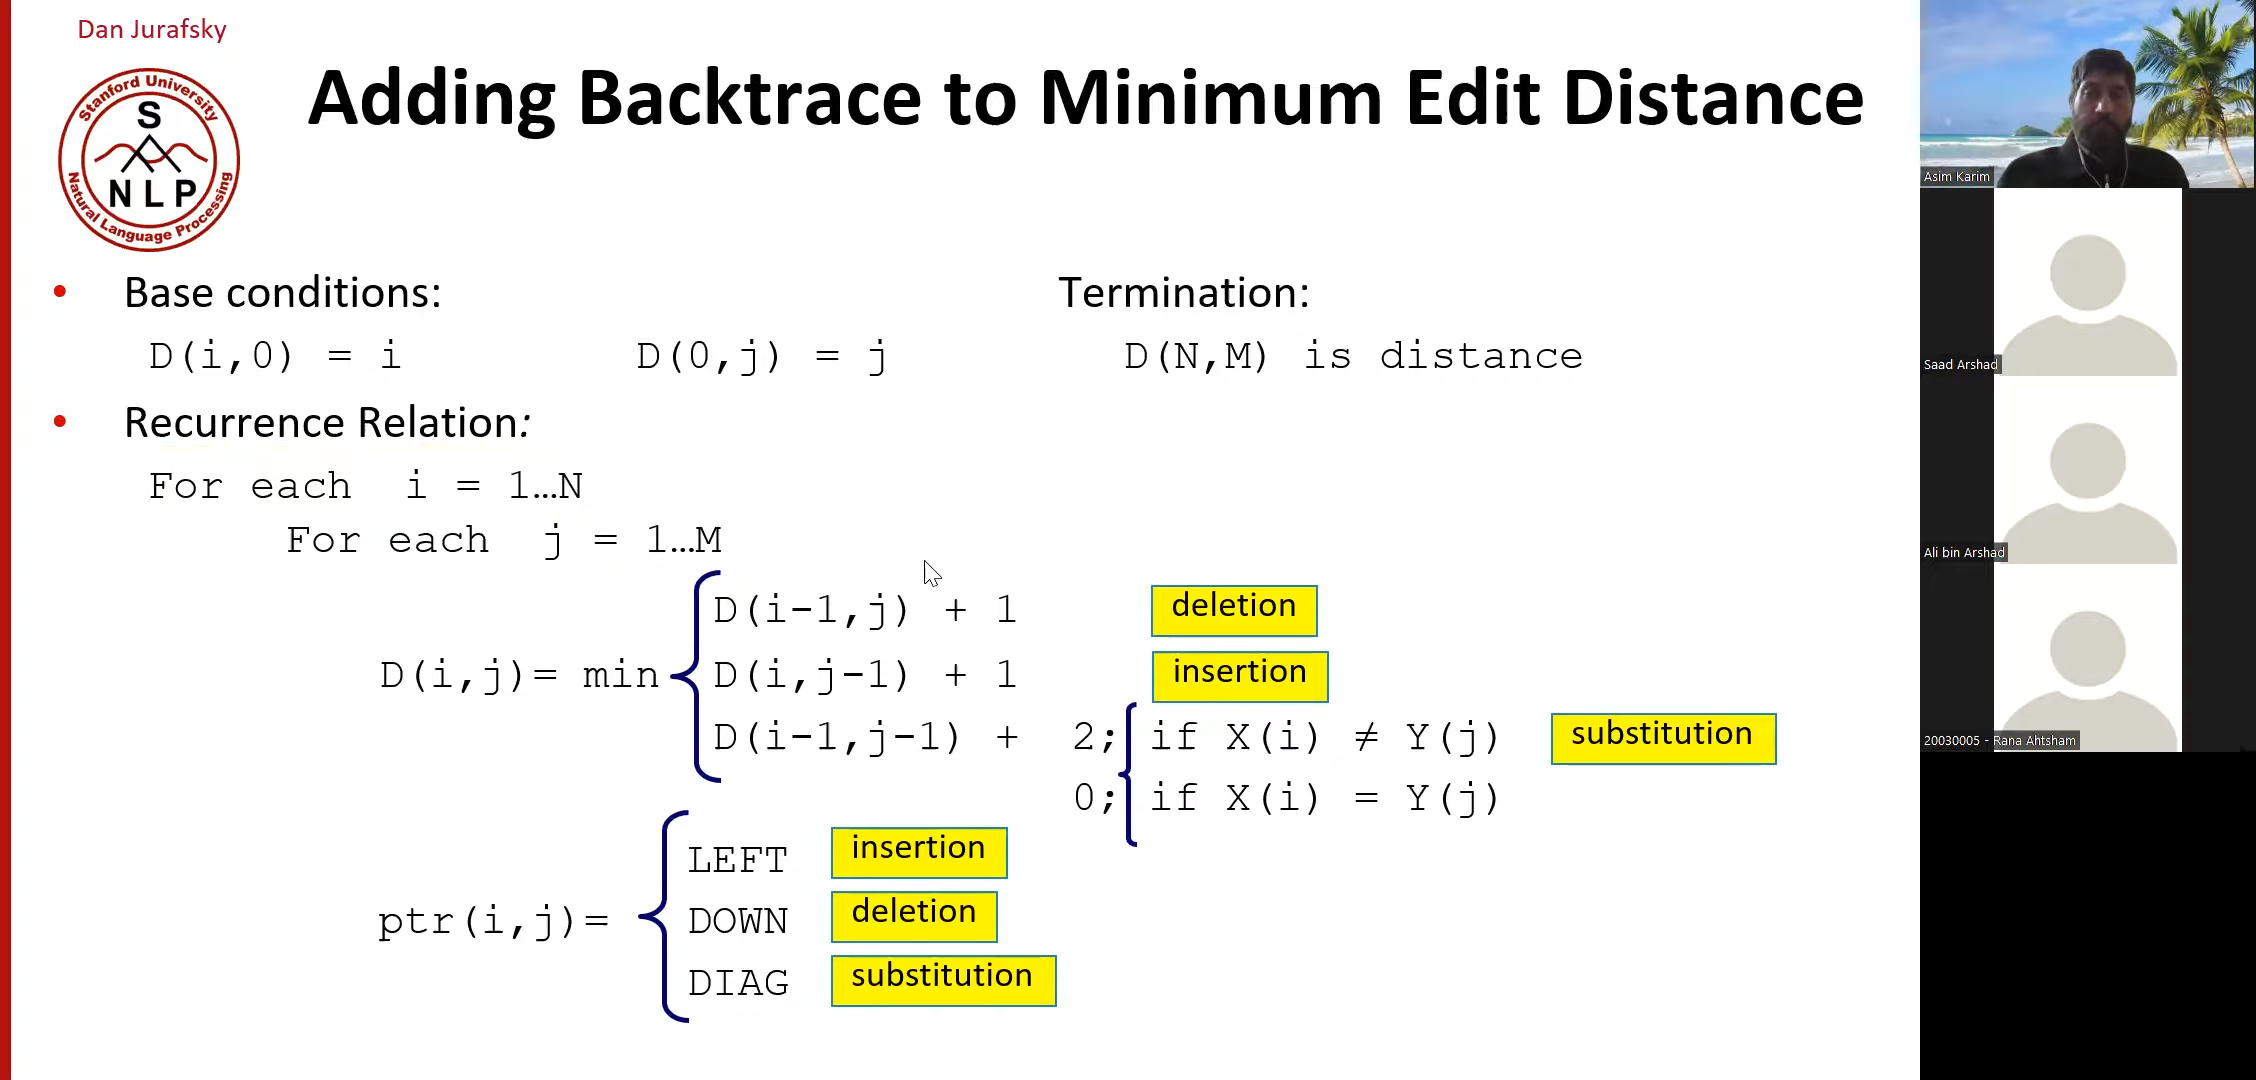 Dan Jurafsky
Stanford University
S
NLP
Natural Language Processing
Adding Backtrace to Minimum Edit Distance
• Base conditions:
Termination:
D(i,0) = i
D(0,j) = j
D(N,M) is distance
• Recurrence Relation:
For each i = 1…N
For each j = 1…M
D(i-1,j) + 1 deletion
D(i,j)= min D(i,j-1) + 1 insertion
D(i-1,j-1) + 2; if X(i) ≠ Y(j) substitution
0; if X(i) = Y(j)
LEFT insertion
ptr(i,j)= DOWN deletion
DIAG substitution
Asim Karim
Saad Arshad
Ali bin Arshad
20030005 - Rana Ahtsham